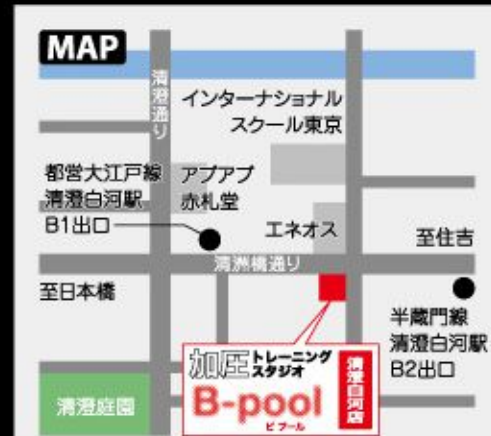 MAP
清澄通り
インターナショナル
スクール東京
都営大江戸線
清澄白河駅
B1出口
アプアプ
赤札堂
エネオス
至住吉
清洲橋通り
至日本橋
半蔵門線
清澄白河駅
B2出口
加圧トレーニング
スタジオ
B-pool
ビプール
清澄白河店
清澄庭園